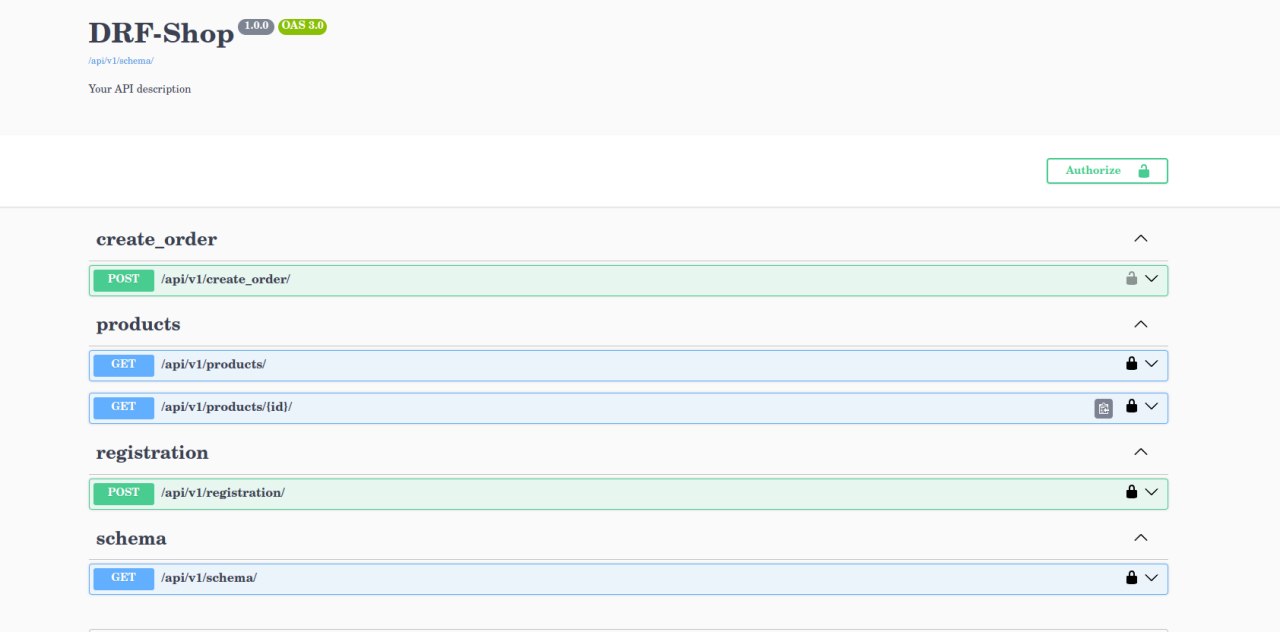 DRF-Shop 1.0.0 OAS 3.0
/api/v1/schema/
Your API description
Authorize
create_order
POST /api/v1/create_order/
products
GET /api/v1/products/
GET /api/v1/products/{id}/
registration
POST /api/v1/registration/
schema
GET /api/v1/schema/